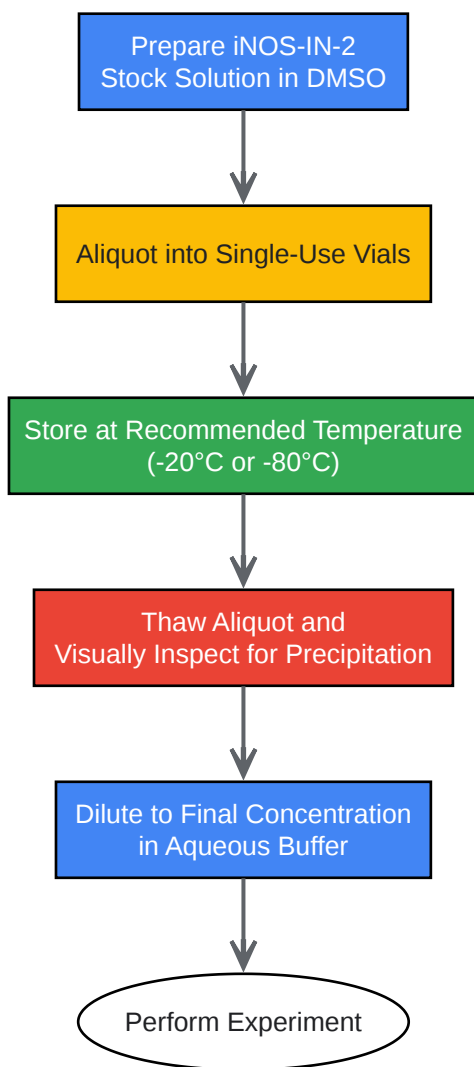 Prepare iNOS-IN-2
Stock Solution in DMSO
Aliquot into Single-Use Vials
Store at Recommended Temperature
(-20°C or -80°C)
Thaw Aliquot and
Visually Inspect for Precipitation
Dilute to Final Concentration
in Aqueous Buffer
Perform Experiment